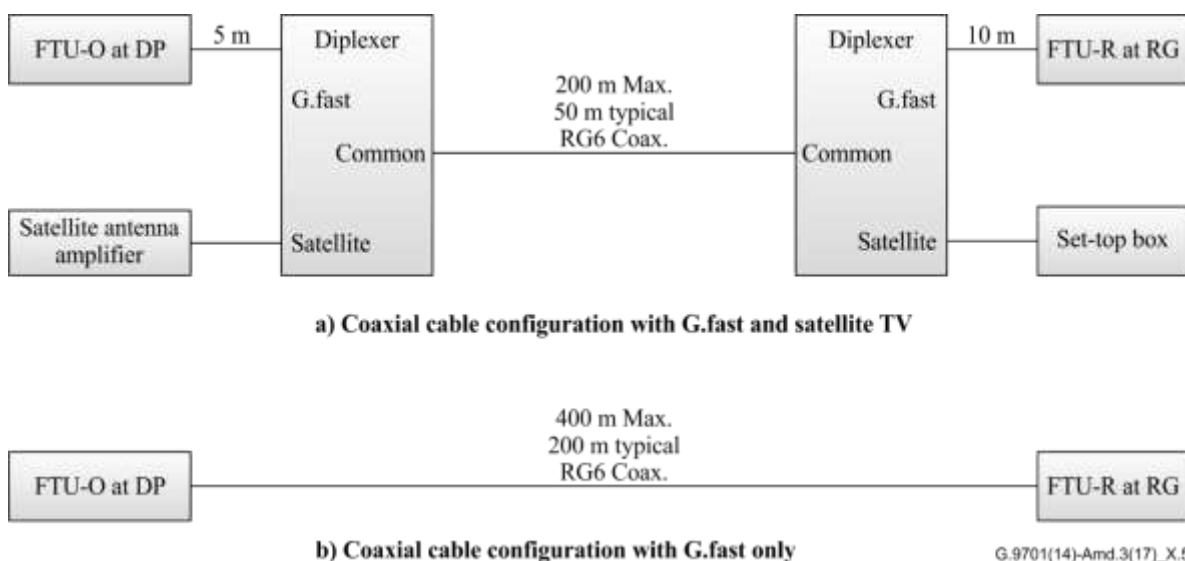 FTU-O at DP
5 m
Diplexer
G.fast
Common
Satellite
Satellite antenna
amplifier
200 m Max.
50 m typical
RG6 Coax.
Diplexer
G.fast
Common
Satellite
10 m
FTU-R at RG
Set-top box
a) Coaxial cable configuration with G.fast and satellite TV
400 m Max.
200 m typical
RG6 Coax.
FTU-O at DP
FTU-R at RG
b) Coaxial cable configuration with G.fast only
G.9701(14)-Amd.3(17)_X.5